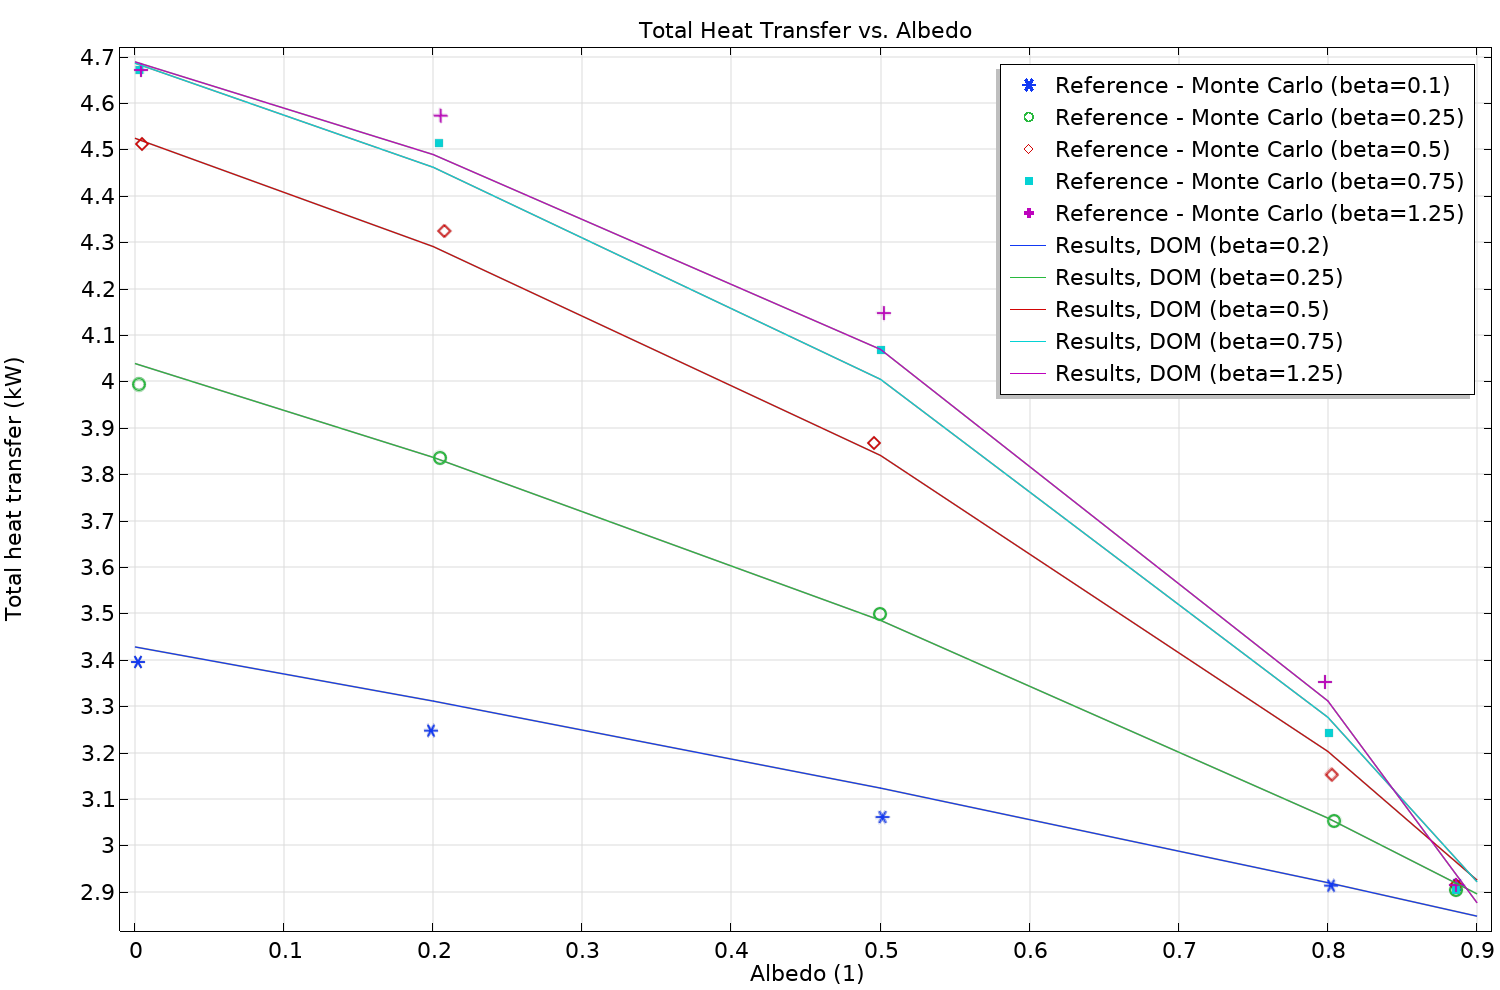 Total Heat Transfer vs. Albedo
4.7
4.6
4.5
4.4
4.3
4.2
4.1
4
3.9
3.8
3.7
3.6
3.5
3.4
3.3
3.2
3.1
3
2.9
Total heat transfer (kW)
Reference - Monte Carlo (beta=0.1)
Reference - Monte Carlo (beta=0.25)
Reference - Monte Carlo (beta=0.5)
Reference - Monte Carlo (beta=0.75)
Reference - Monte Carlo (beta=1.25)
Results, DOM (beta=0.2)
Results, DOM (beta=0.25)
Results, DOM (beta=0.5)
Results, DOM (beta=0.75)
Results, DOM (beta=1.25)
0 0.1 0.2 0.3 0.4 0.5 0.6 0.7 0.8 0.9
Albedo (1)